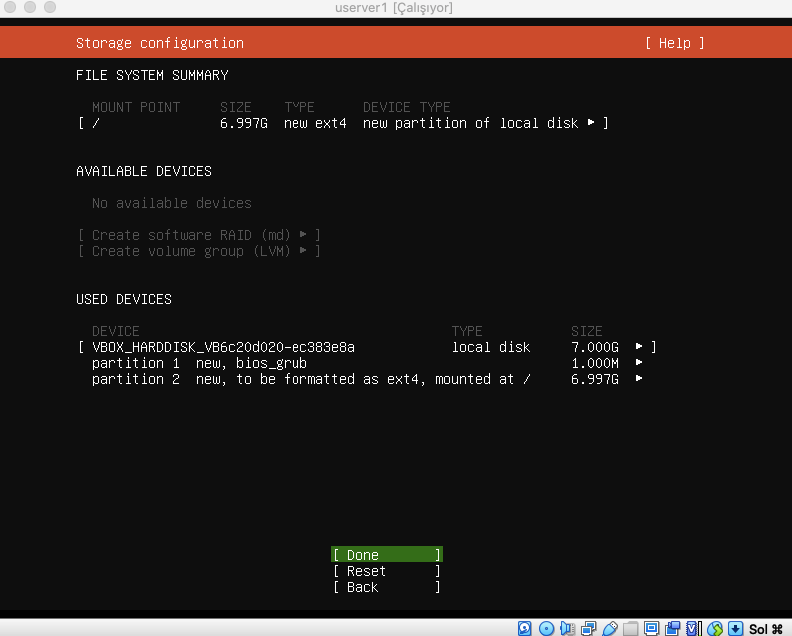 userver1 [Çalışıyor]
Storage configuration [ Help ]
FILE SYSTEM SUMMARY
MOUNT POINT SIZE TYPE DEVICE TYPE
[ / 6.997G new ext4 new partition of local disk ▸ ]
AVAILABLE DEVICES
No available devices
[ Create software RAID (md) ▸ ]
[ Create volume group (LVM) ▸ ]
USED DEVICES
DEVICE TYPE SIZE
[ VBOX_HARDDISK_VB6c20d020-ec383e8a local disk 7.000G ▸ ]
partition 1 new, bios_grub 1.000M ▸
partition 2 new, to be formatted as ext4, mounted at / 6.997G ▸
[ Done ]
[ Reset ]
[ Back ]
Sol ⌘